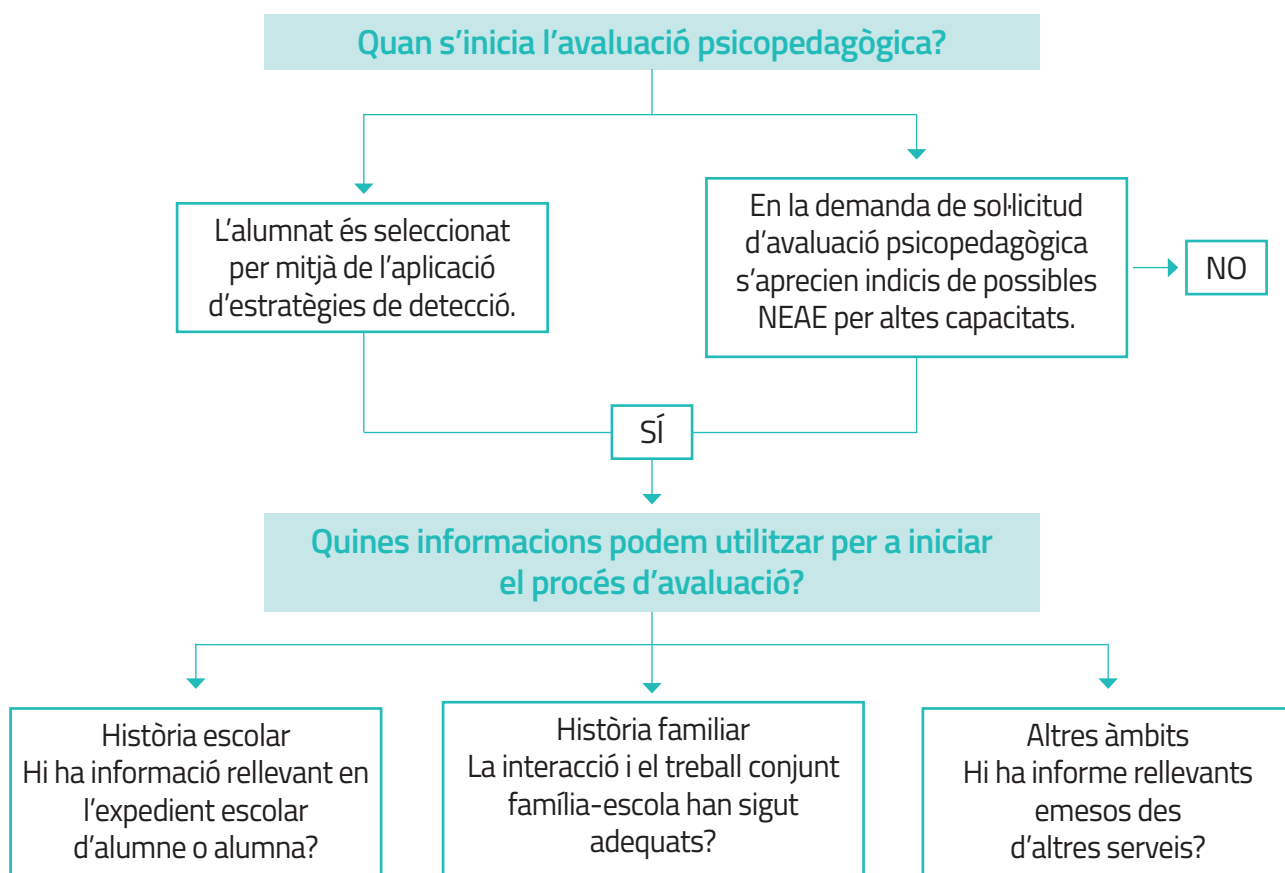 Quan s’inicia l’avaluació psicopedagògica?
L’alumnat és seleccionat
per mitjà de l’aplicació
d’estratègies de detecció.
En la demanda de sol·licitud
d’avaluació psicopedagògica
s’aprecien indicis de possibles
NEAE per altes capacitats.
NO
SÍ
Quines informacions podem utilitzar per a iniciar
el procés d’avaluació?
Història escolar
Hi ha informació rellevant en
l’expedient escolar
d’alumne o alumna?
Història familiar
La interacció i el treball conjunt
família-escola han sigut
adequats?
Altres àmbits
Hi ha informe rellevants
emesos des
d’altres serveis?